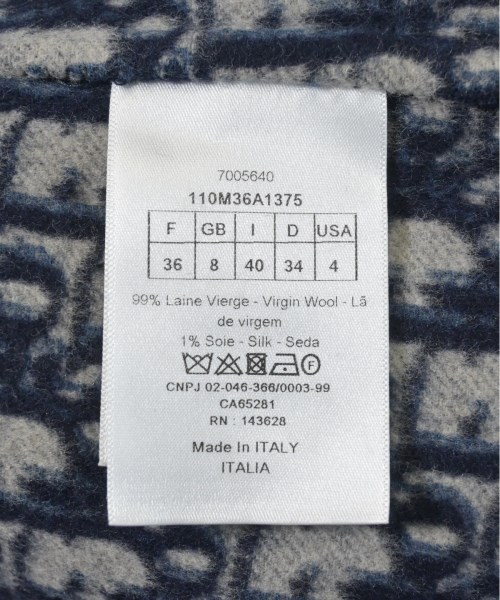 7005640
110M36A1375
F GB I D USA
36 8 40 34 4
99% Laine Vierge - Virgin Wool - Lã
de virgem
1% Soie - Silk - Seda
F
CNPJ 02-046-366/0003-99
CA65281
RN : 143628
Made In ITALY
ITALIA